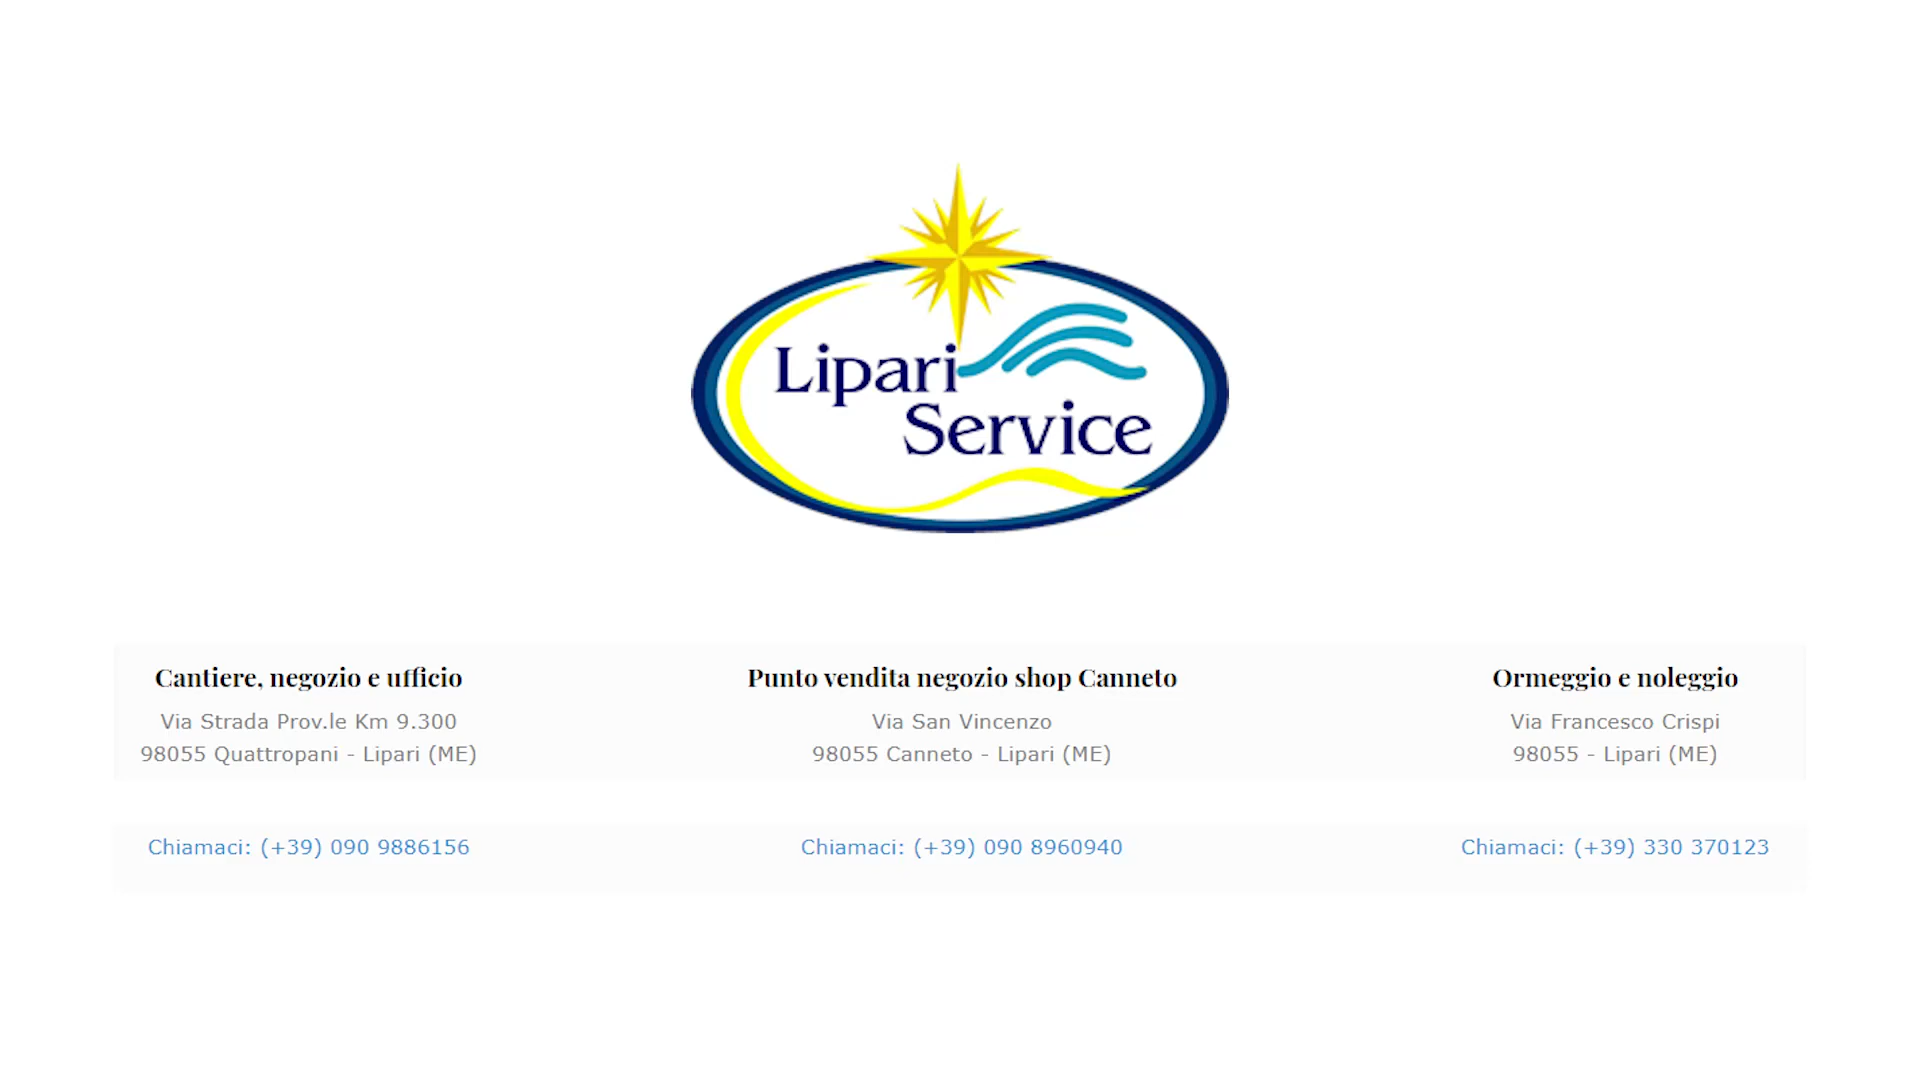 Lipari
Service
Cantiere, negozio e ufficio
Via Strada Prov.le Km 9.300
98055 Quattropani - Lipari (ME)
Chiamaci: (+39) 090 9886156
Punto vendita negozio shop Canneto
Via San Vincenzo
98055 Canneto - Lipari (ME)
Chiamaci: (+39) 090 8960940
Ormeggio e noleggio
Via Francesco Crispi
98055 - Lipari (ME)
Chiamaci: (+39) 330 370123